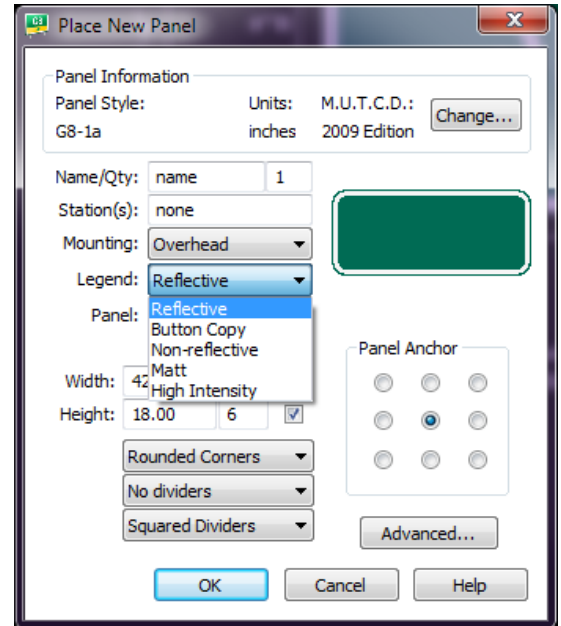 Place New Panel
Panel Information
Panel Style: Units: M.U.T.C.D.:
G8-1a inches 2009 Edition
Change...
Name/Qty: name 1
Station(s): none
Mounting: Overhead
Legend: Reflective
Panel:
Reflective
Button Copy
Non-reflective
Matt
High Intensity
Width: 42
Height: 18.00 6
Rounded Corners
No dividers
Squared Dividers
Panel Anchor
Advanced...
OK Cancel Help